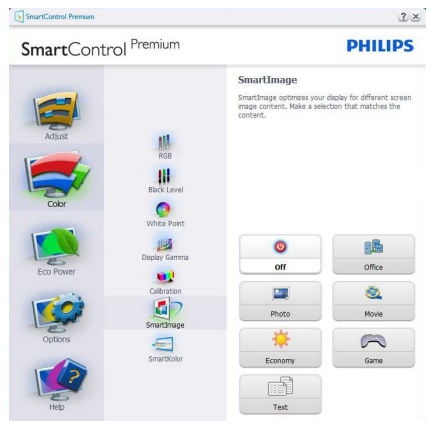 SmartControl Premium
SmartControl Premium
PHILIPS
Adjust
Color
Eco Power
Options
Help
RGB
Black Level
White Point
Display Gamma
Calibration
SmartImage
SmartKolor
SmartImage
SmartImage optimizes your display for different screen
image content. Make a selection that matches the
content.
Off
Office
Photo
Movie
Economy
Game
Text